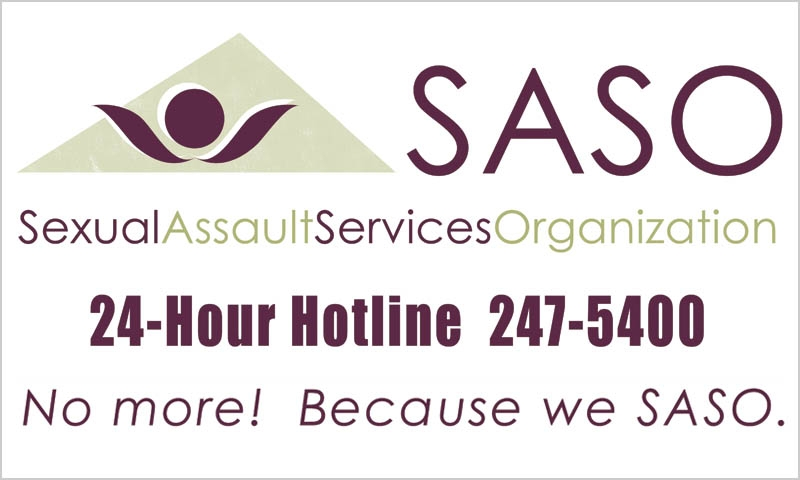 SASO
SexualAssaultServicesOrganization
24-Hour Hotline 247-5400
No more! Because we SASO.